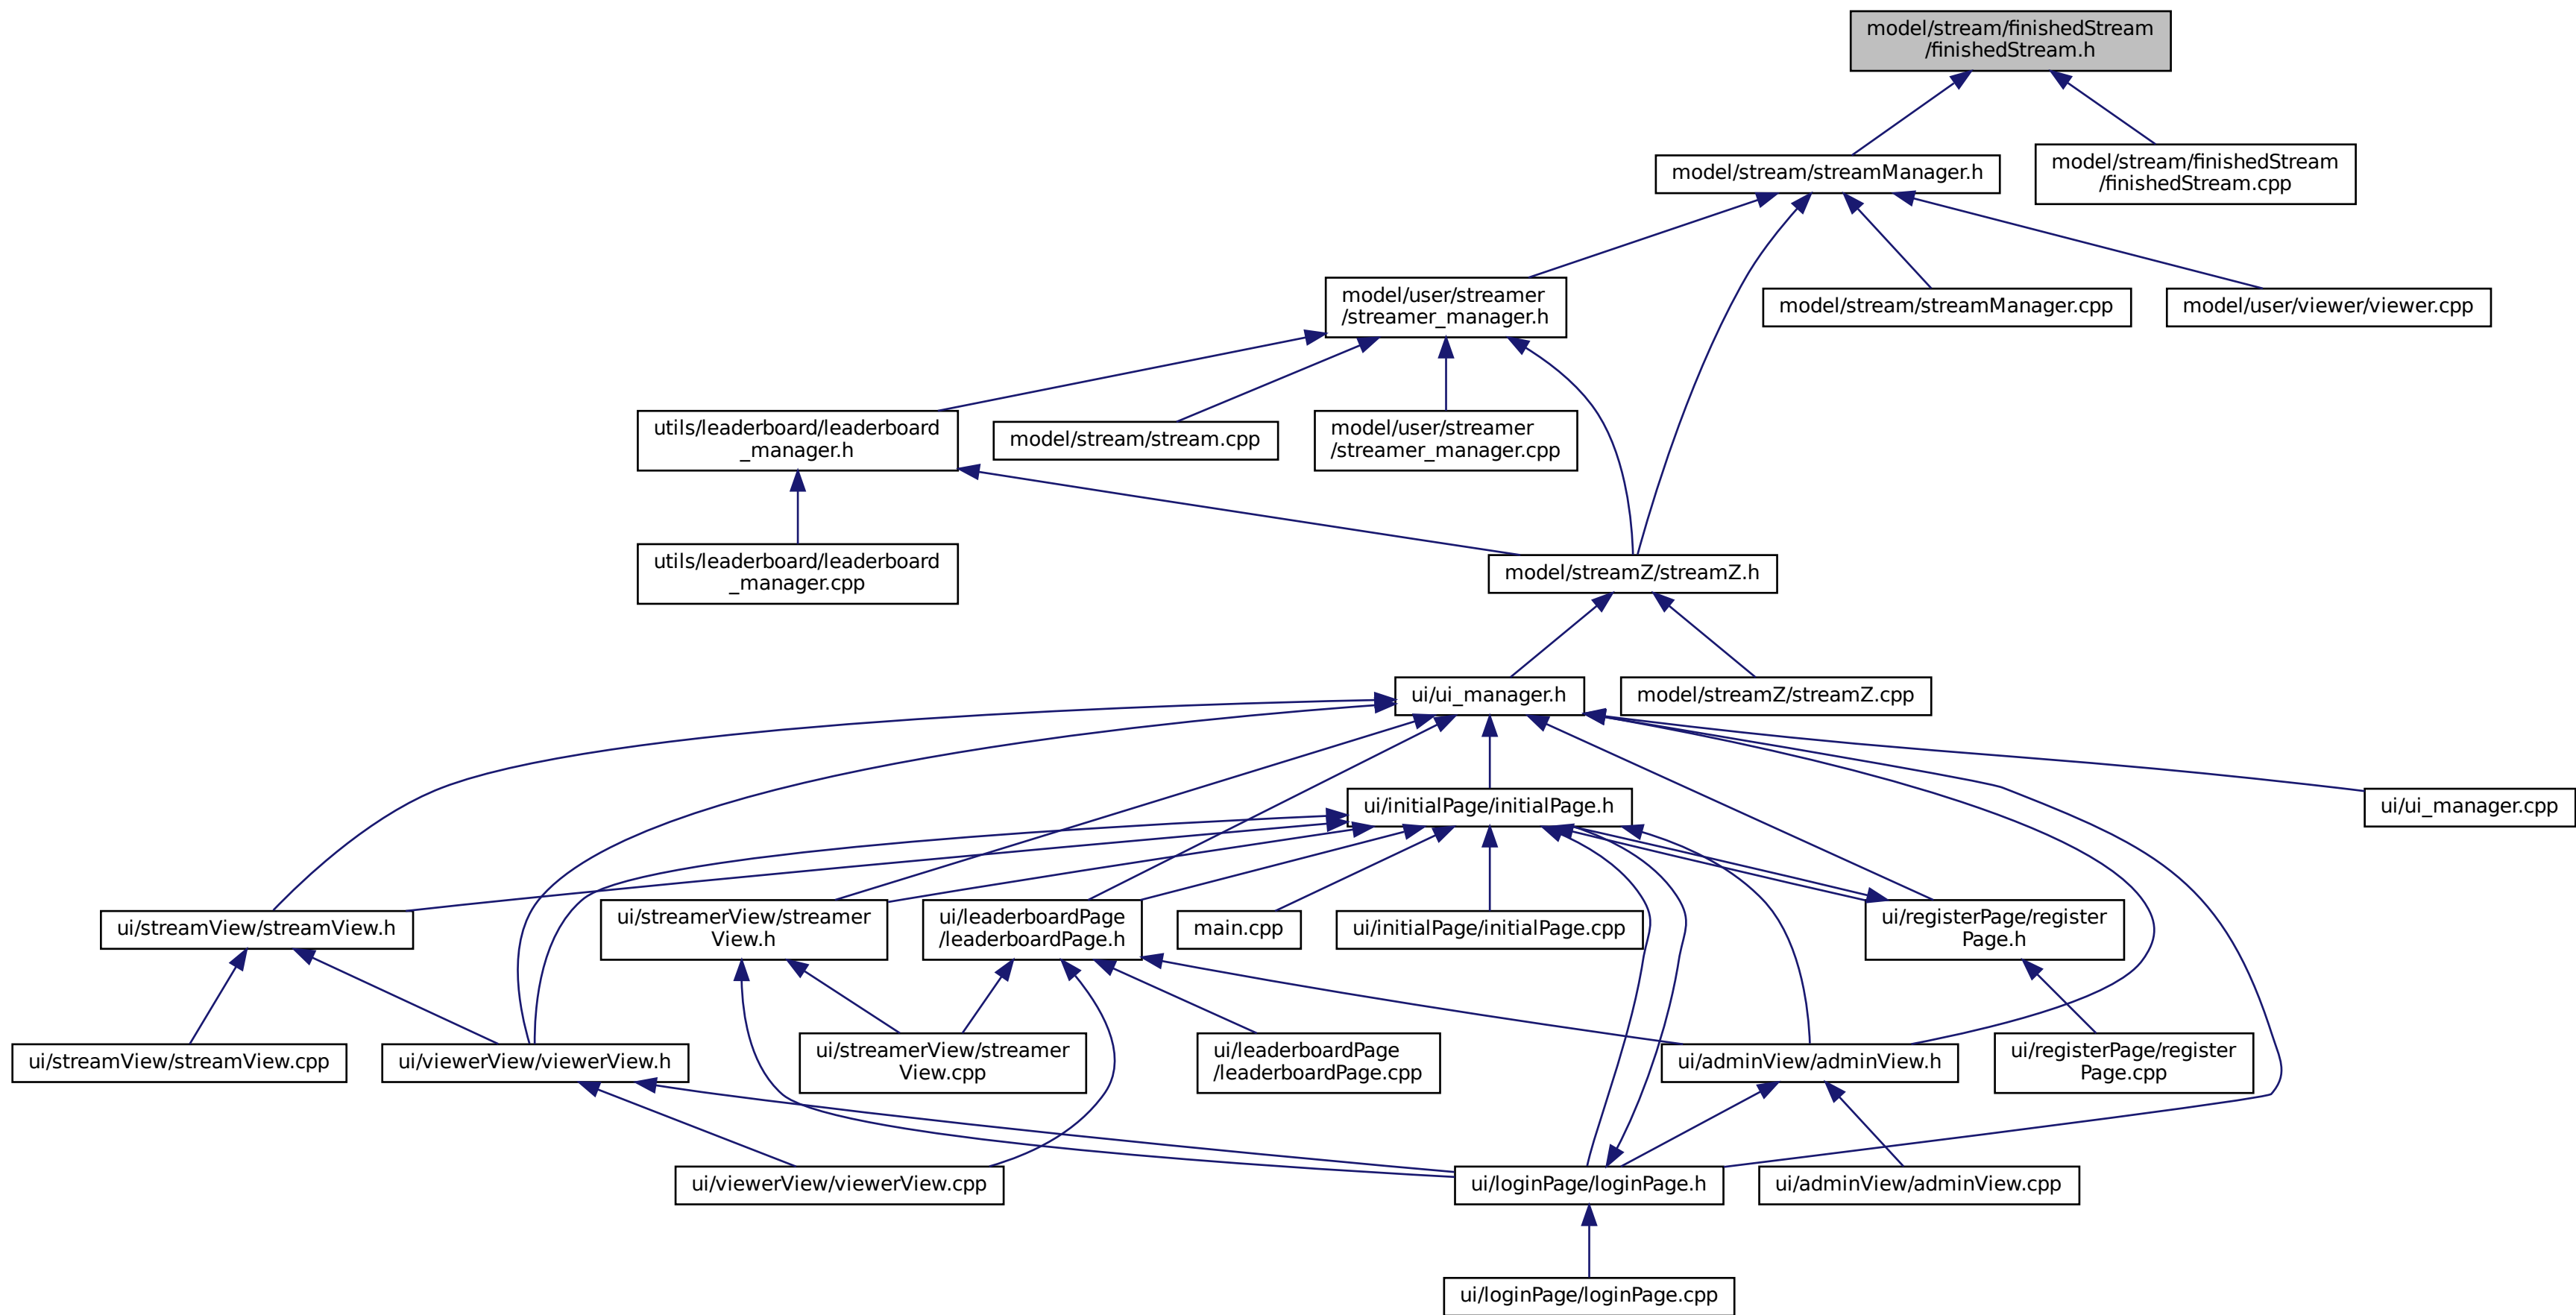 model/stream/finishedStream
/finishedStream.h
model/stream/streamManager.h
model/stream/finishedStream
/finishedStream.cpp
model/user/streamer
/streamer_manager.h
model/stream/streamManager.cpp
model/user/viewer/viewer.cpp
utils/leaderboard/leaderboard
_manager.h
model/stream/stream.cpp
model/user/streamer
/streamer_manager.cpp
utils/leaderboard/leaderboard
_manager.cpp
model/streamZ/streamZ.h
ui/ui_manager.h
model/streamZ/streamZ.cpp
ui/initialPage/initialPage.h
ui/ui_manager.cpp
ui/streamView/streamView.h
ui/streamerView/streamer
View.h
ui/leaderboardPage
/leaderboardPage.h
main.cpp
ui/initialPage/initialPage.cpp
ui/registerPage/register
Page.h
ui/streamView/streamView.cpp
ui/viewerView/viewerView.h
ui/streamerView/streamer
View.cpp
ui/leaderboardPage
/leaderboardPage.cpp
ui/adminView/adminView.h
ui/registerPage/register
Page.cpp
ui/viewerView/viewerView.cpp
ui/loginPage/loginPage.h
ui/adminView/adminView.cpp
ui/loginPage/loginPage.cpp